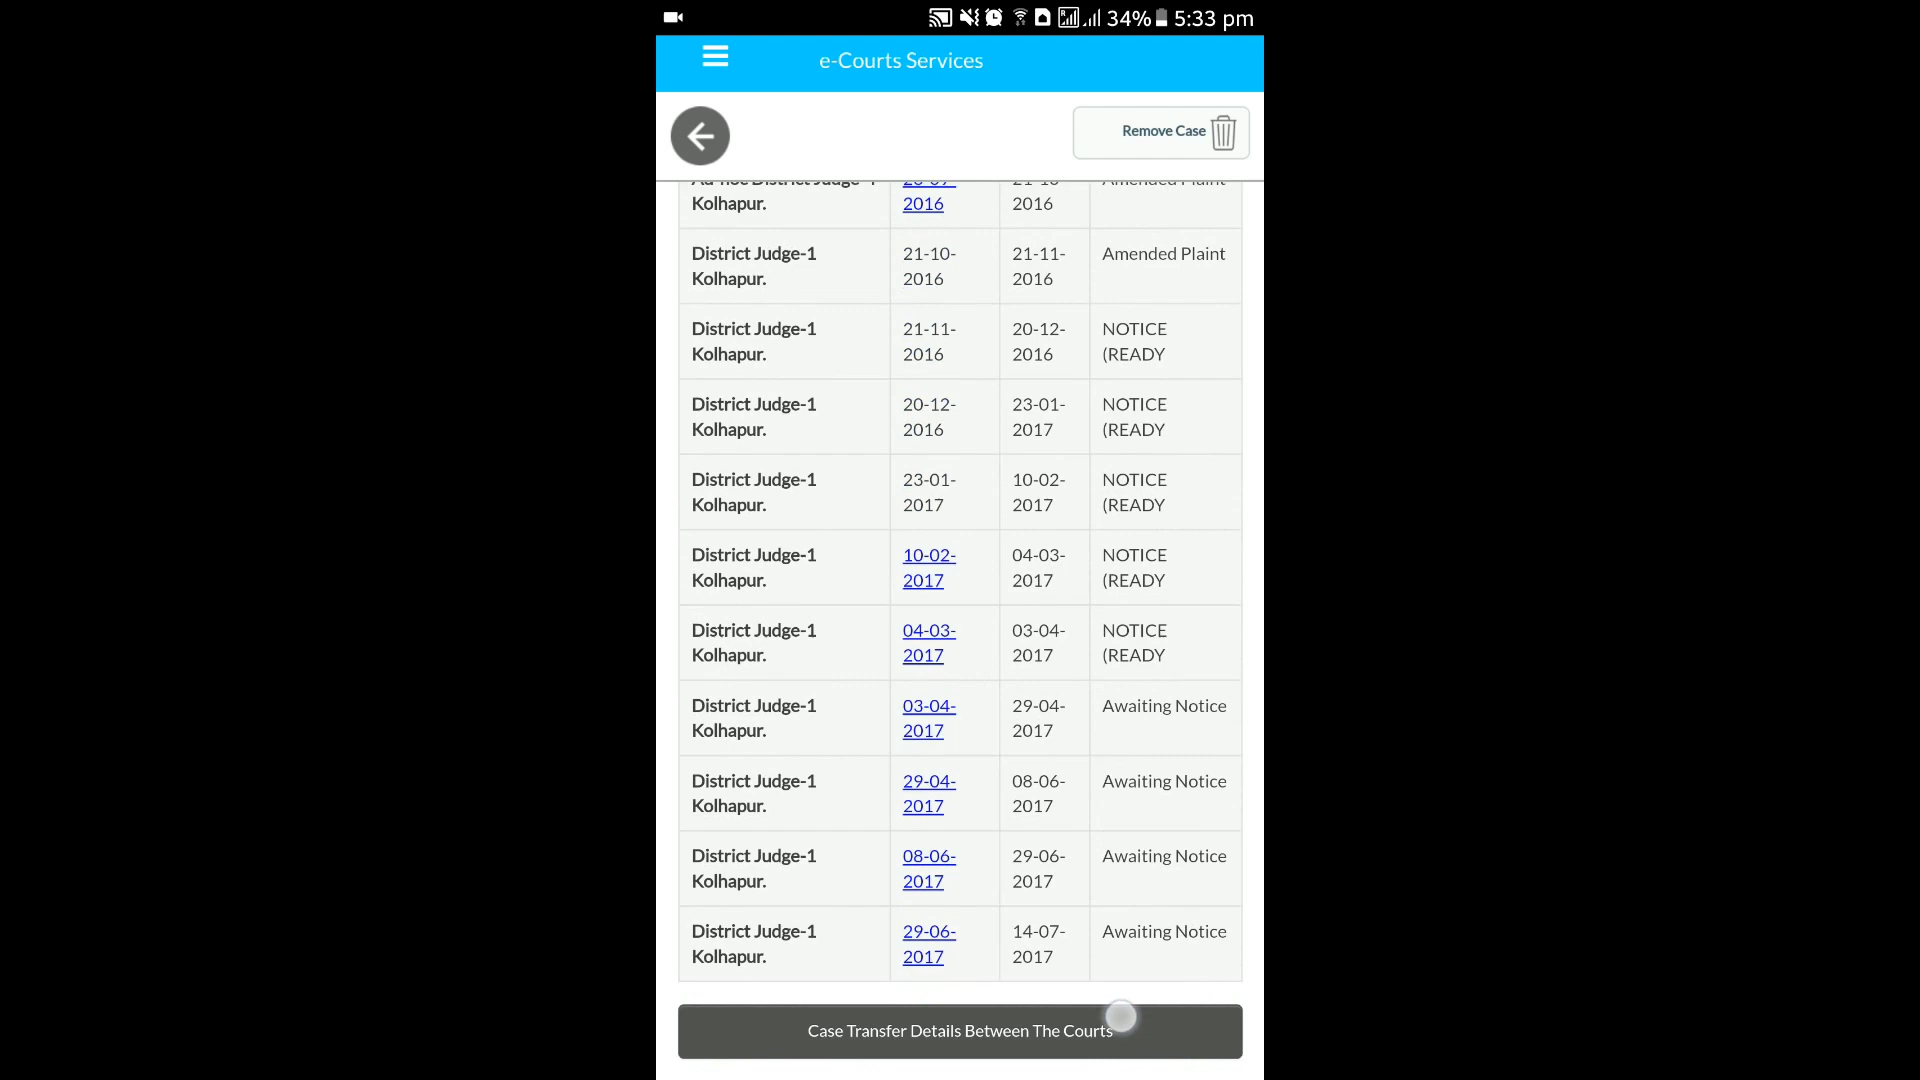 34% 5:33 pm
e-Courts Services
Remove Case
Kolhapur. 2016 2016
District Judge-1 21-10- 21-11- Amended Plaint
Kolhapur. 2016 2016
District Judge-1 21-11- 20-12- NOTICE
Kolhapur. 2016 2016 (READY
District Judge-1 20-12- 23-01- NOTICE
Kolhapur. 2016 2017 (READY
District Judge-1 23-01- 10-02- NOTICE
Kolhapur. 2017 2017 (READY
District Judge-1 10-02- 04-03- NOTICE
Kolhapur. 2017 2017 (READY
District Judge-1 04-03- 03-04- NOTICE
Kolhapur. 2017 2017 (READY
District Judge-1 03-04- 29-04- Awaiting Notice
Kolhapur. 2017 2017
District Judge-1 29-04- 08-06- Awaiting Notice
Kolhapur. 2017 2017
District Judge-1 08-06- 29-06- Awaiting Notice
Kolhapur. 2017 2017
District Judge-1 29-06- 14-07- Awaiting Notice
Kolhapur. 2017 2017
Case Transfer Details Between The Courts